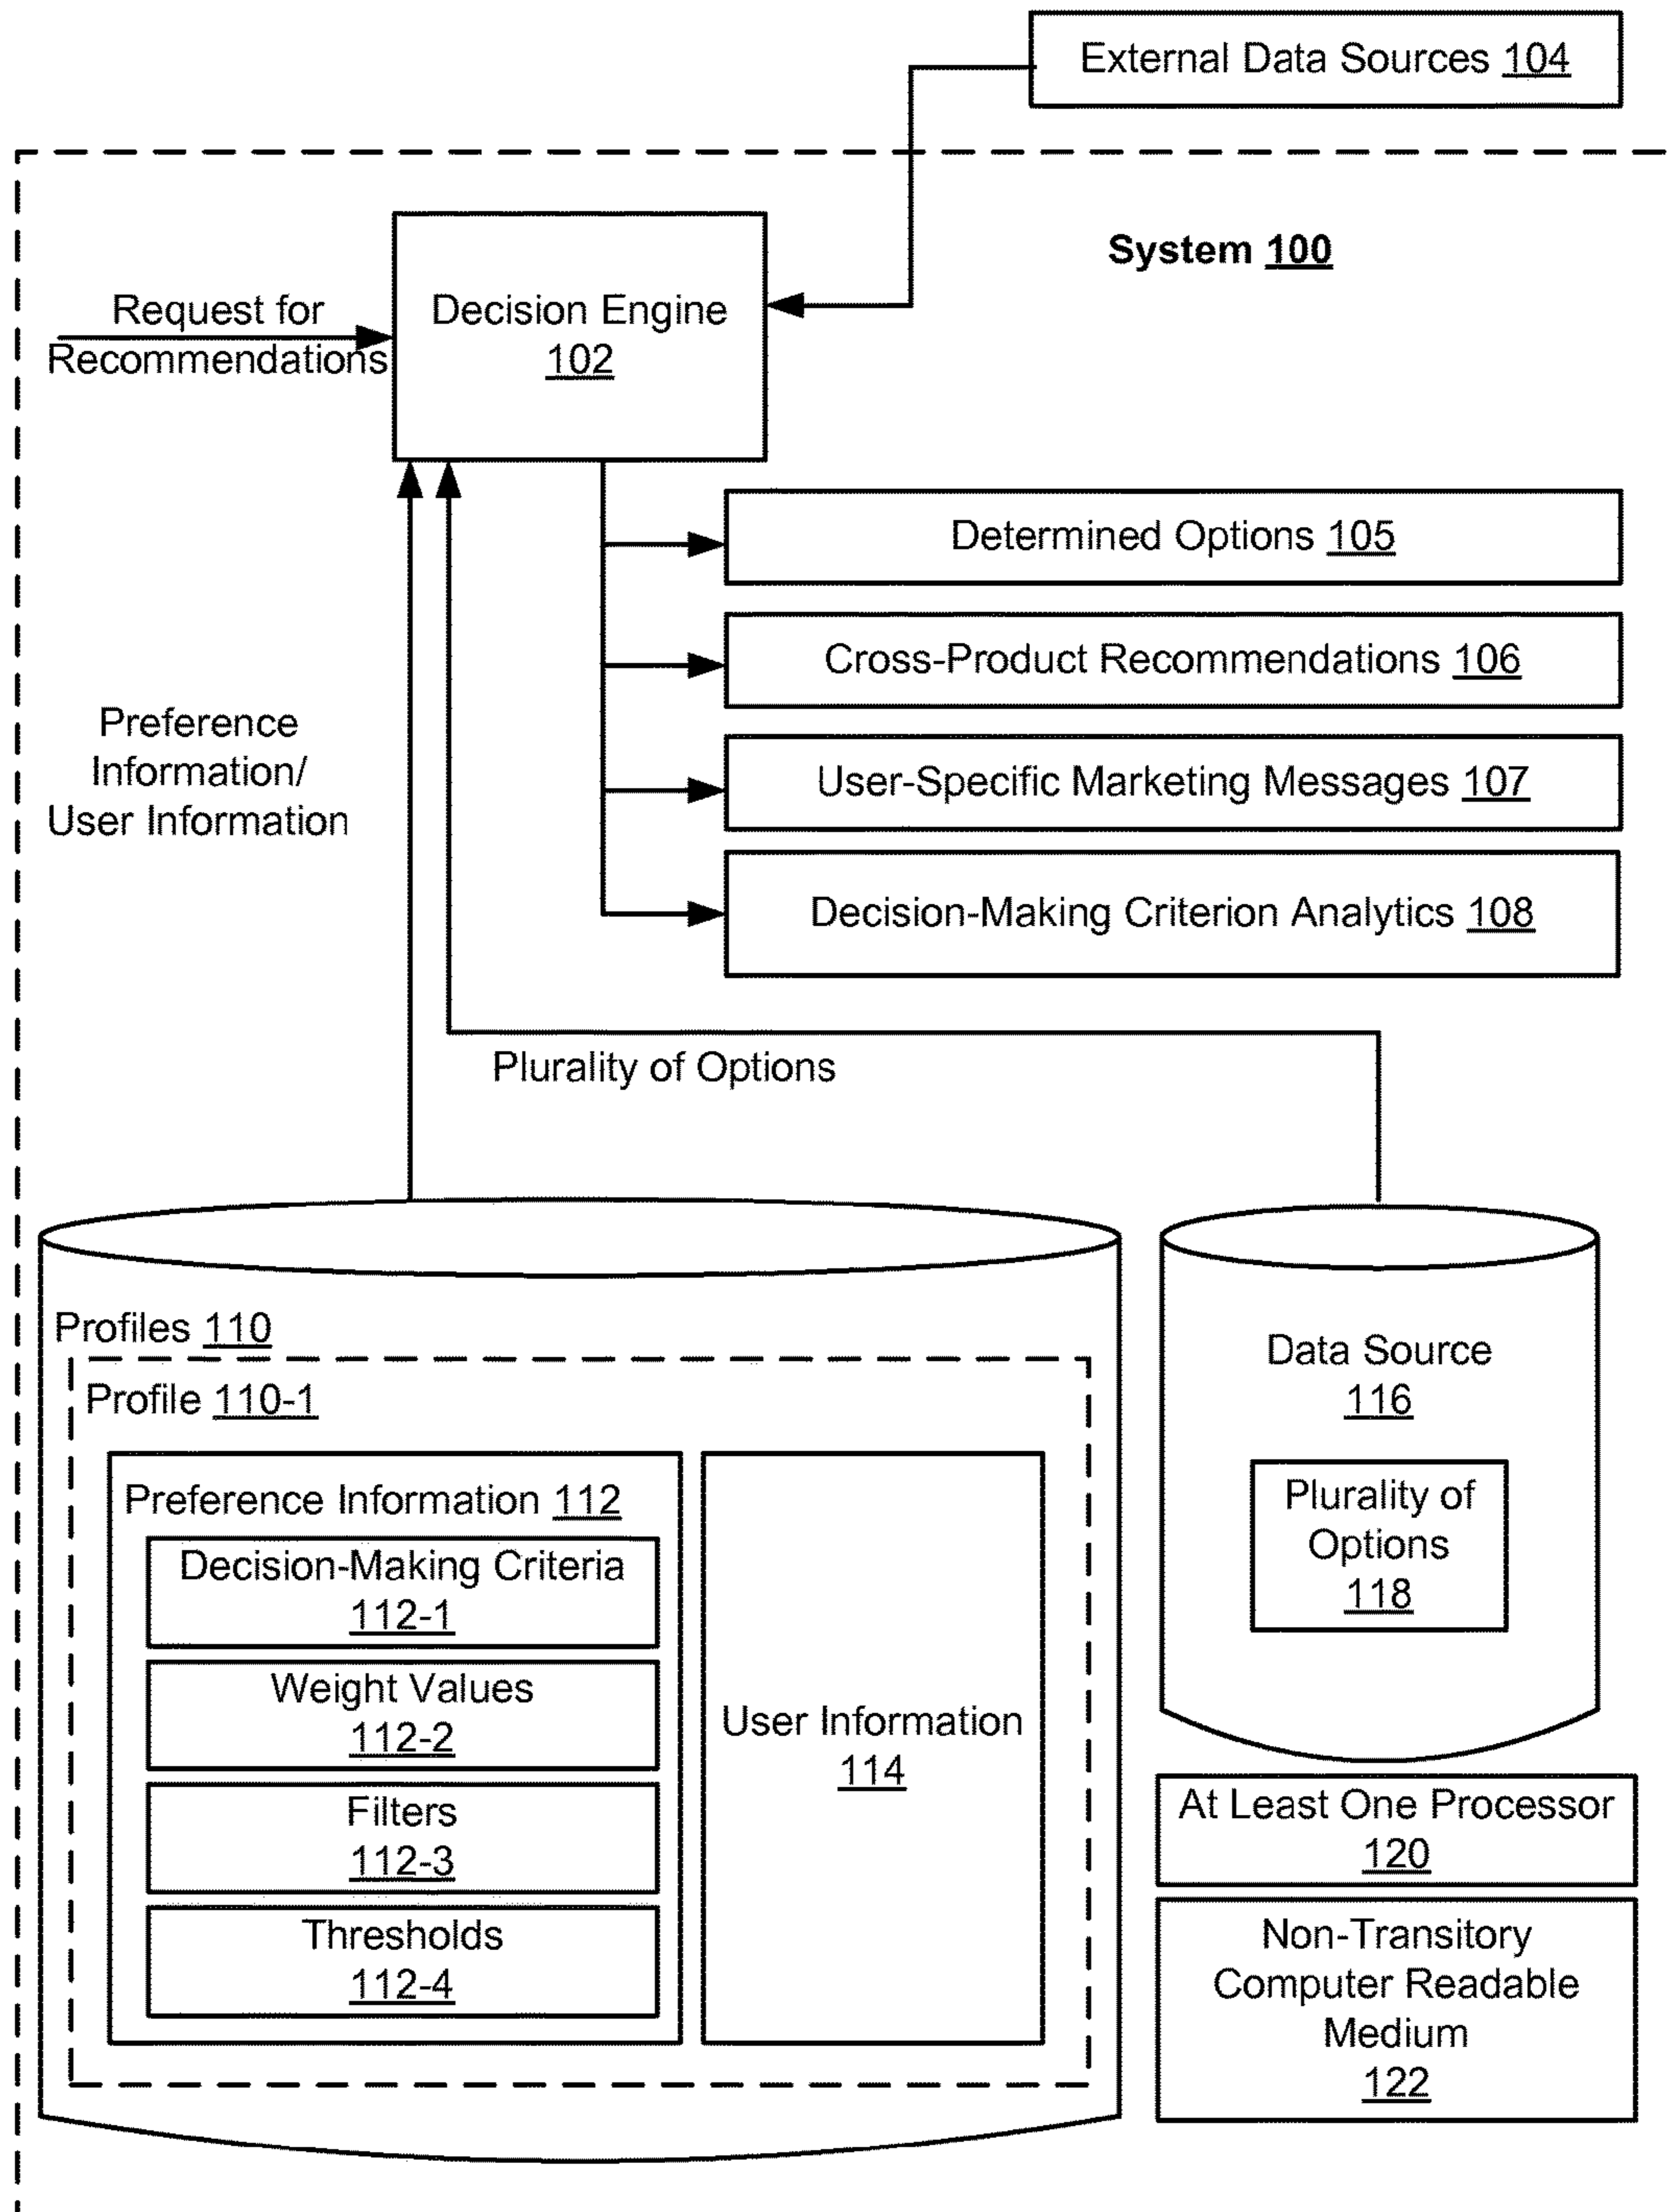 External Data Sources 104
System 100
Request for
Recommendations
Decision Engine
102
Determined Options 105
Cross-Product Recommendations 106
User-Specific Marketing Messages 107
Decision-Making Criterion Analytics 108
Preference
Information/
User Information
Plurality of Options
Profiles 110
Profile 110-1
Preference Information 112
Decision-Making Criteria
112-1
Weight Values
112-2
Filters
112-3
Thresholds
112-4
User Information
114
Data Source
116
Plurality of
Options
118
At Least One Processor
120
Non-Transitory
Computer Readable
Medium
122